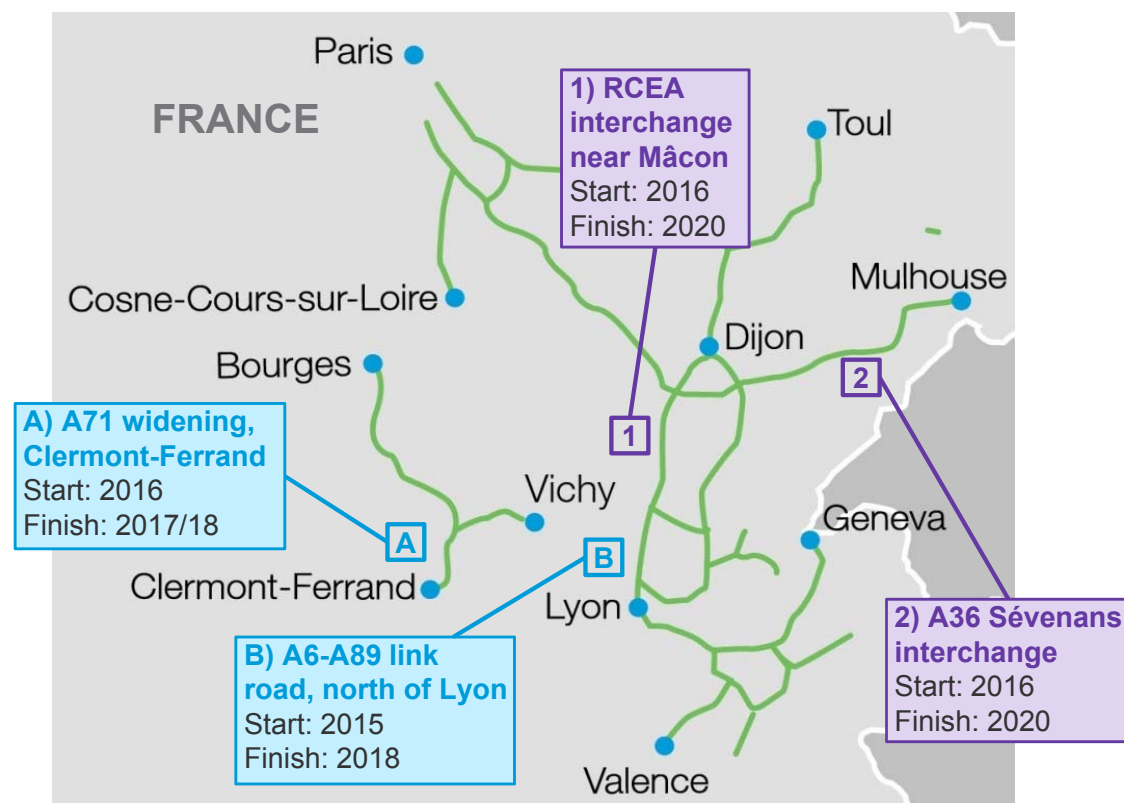 Paris
FRANCE
1) RCEA
interchange
near Mâcon
Start: 2016
Finish: 2020
Toul
Cosne-Cours-sur-Loire
Mulhouse
Dijon
Bourges
2
1
A) A71 widening,
Clermont-Ferrand
Start: 2016
Finish: 2017/18
Vichy
Geneva
A
B
Clermont-Ferrand
Lyon
B) A6-A89 link
road, north of Lyon
Start: 2015
Finish: 2018
2) A36 Sévenans
interchange
Start: 2016
Finish: 2020
Valence